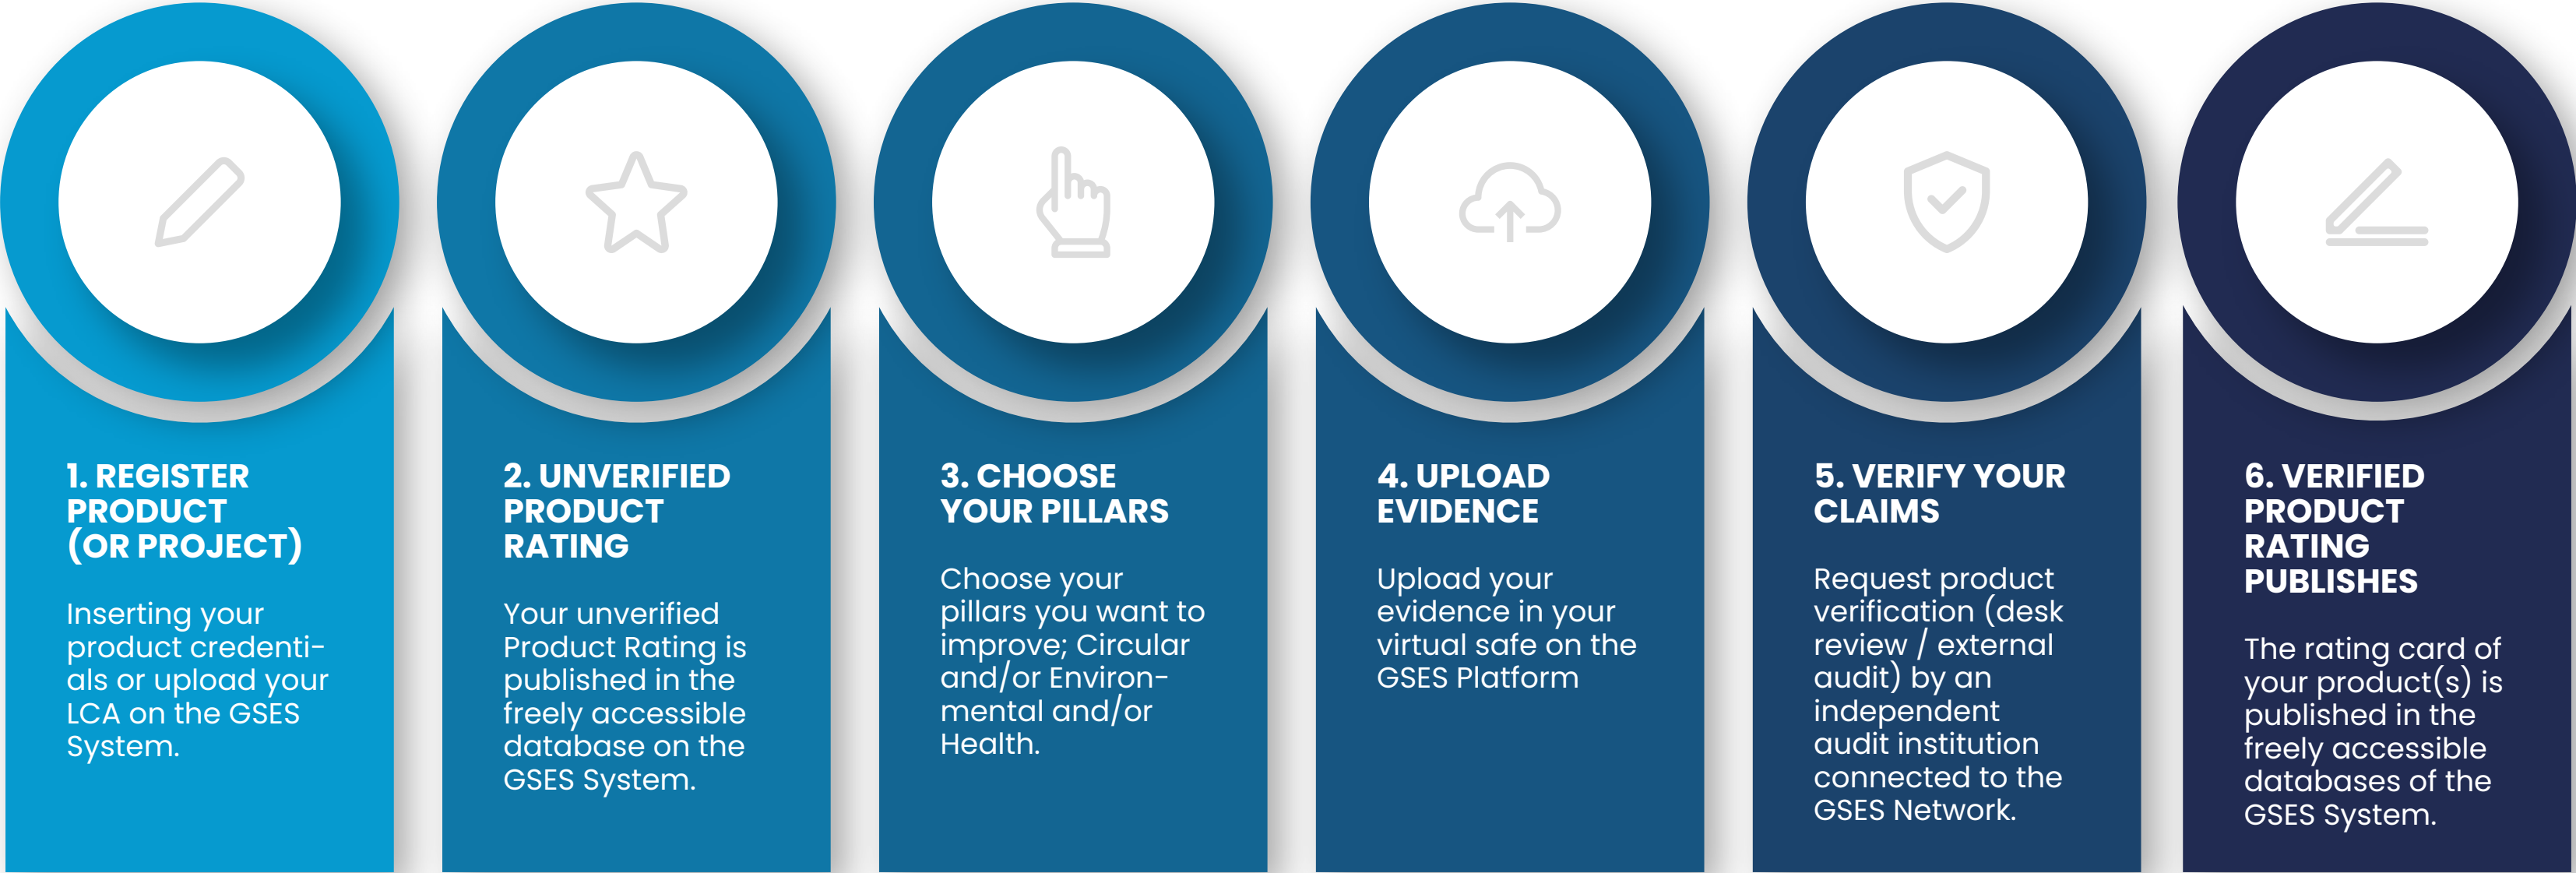 1. REGISTER
PRODUCT
(OR PROJECT)
Inserting your
product credenti-
als or upload your
LCA on the GSES
System.
2. UNVERIFIED
PRODUCT
RATING
Your unverified
Product Rating is
published in the
freely accessible
database on the
GSES System.
3. CHOOSE
YOUR PILLARS
Choose your
pillars you want to
improve; Circular
and/or Environ-
mental and/or
Health.
4. UPLOAD
EVIDENCE
Upload your
evidence in your
virtual safe on the
GSES Platform
5. VERIFY YOUR
CLAIMS
Request product
verification (desk
review / external
audit) by an
independent
audit institution
connected to the
GSES Network.
6. VERIFIED
PRODUCT
RATING
PUBLISHES
The rating card of
your product(s) is
published in the
freely accessible
databases of the
GSES System.